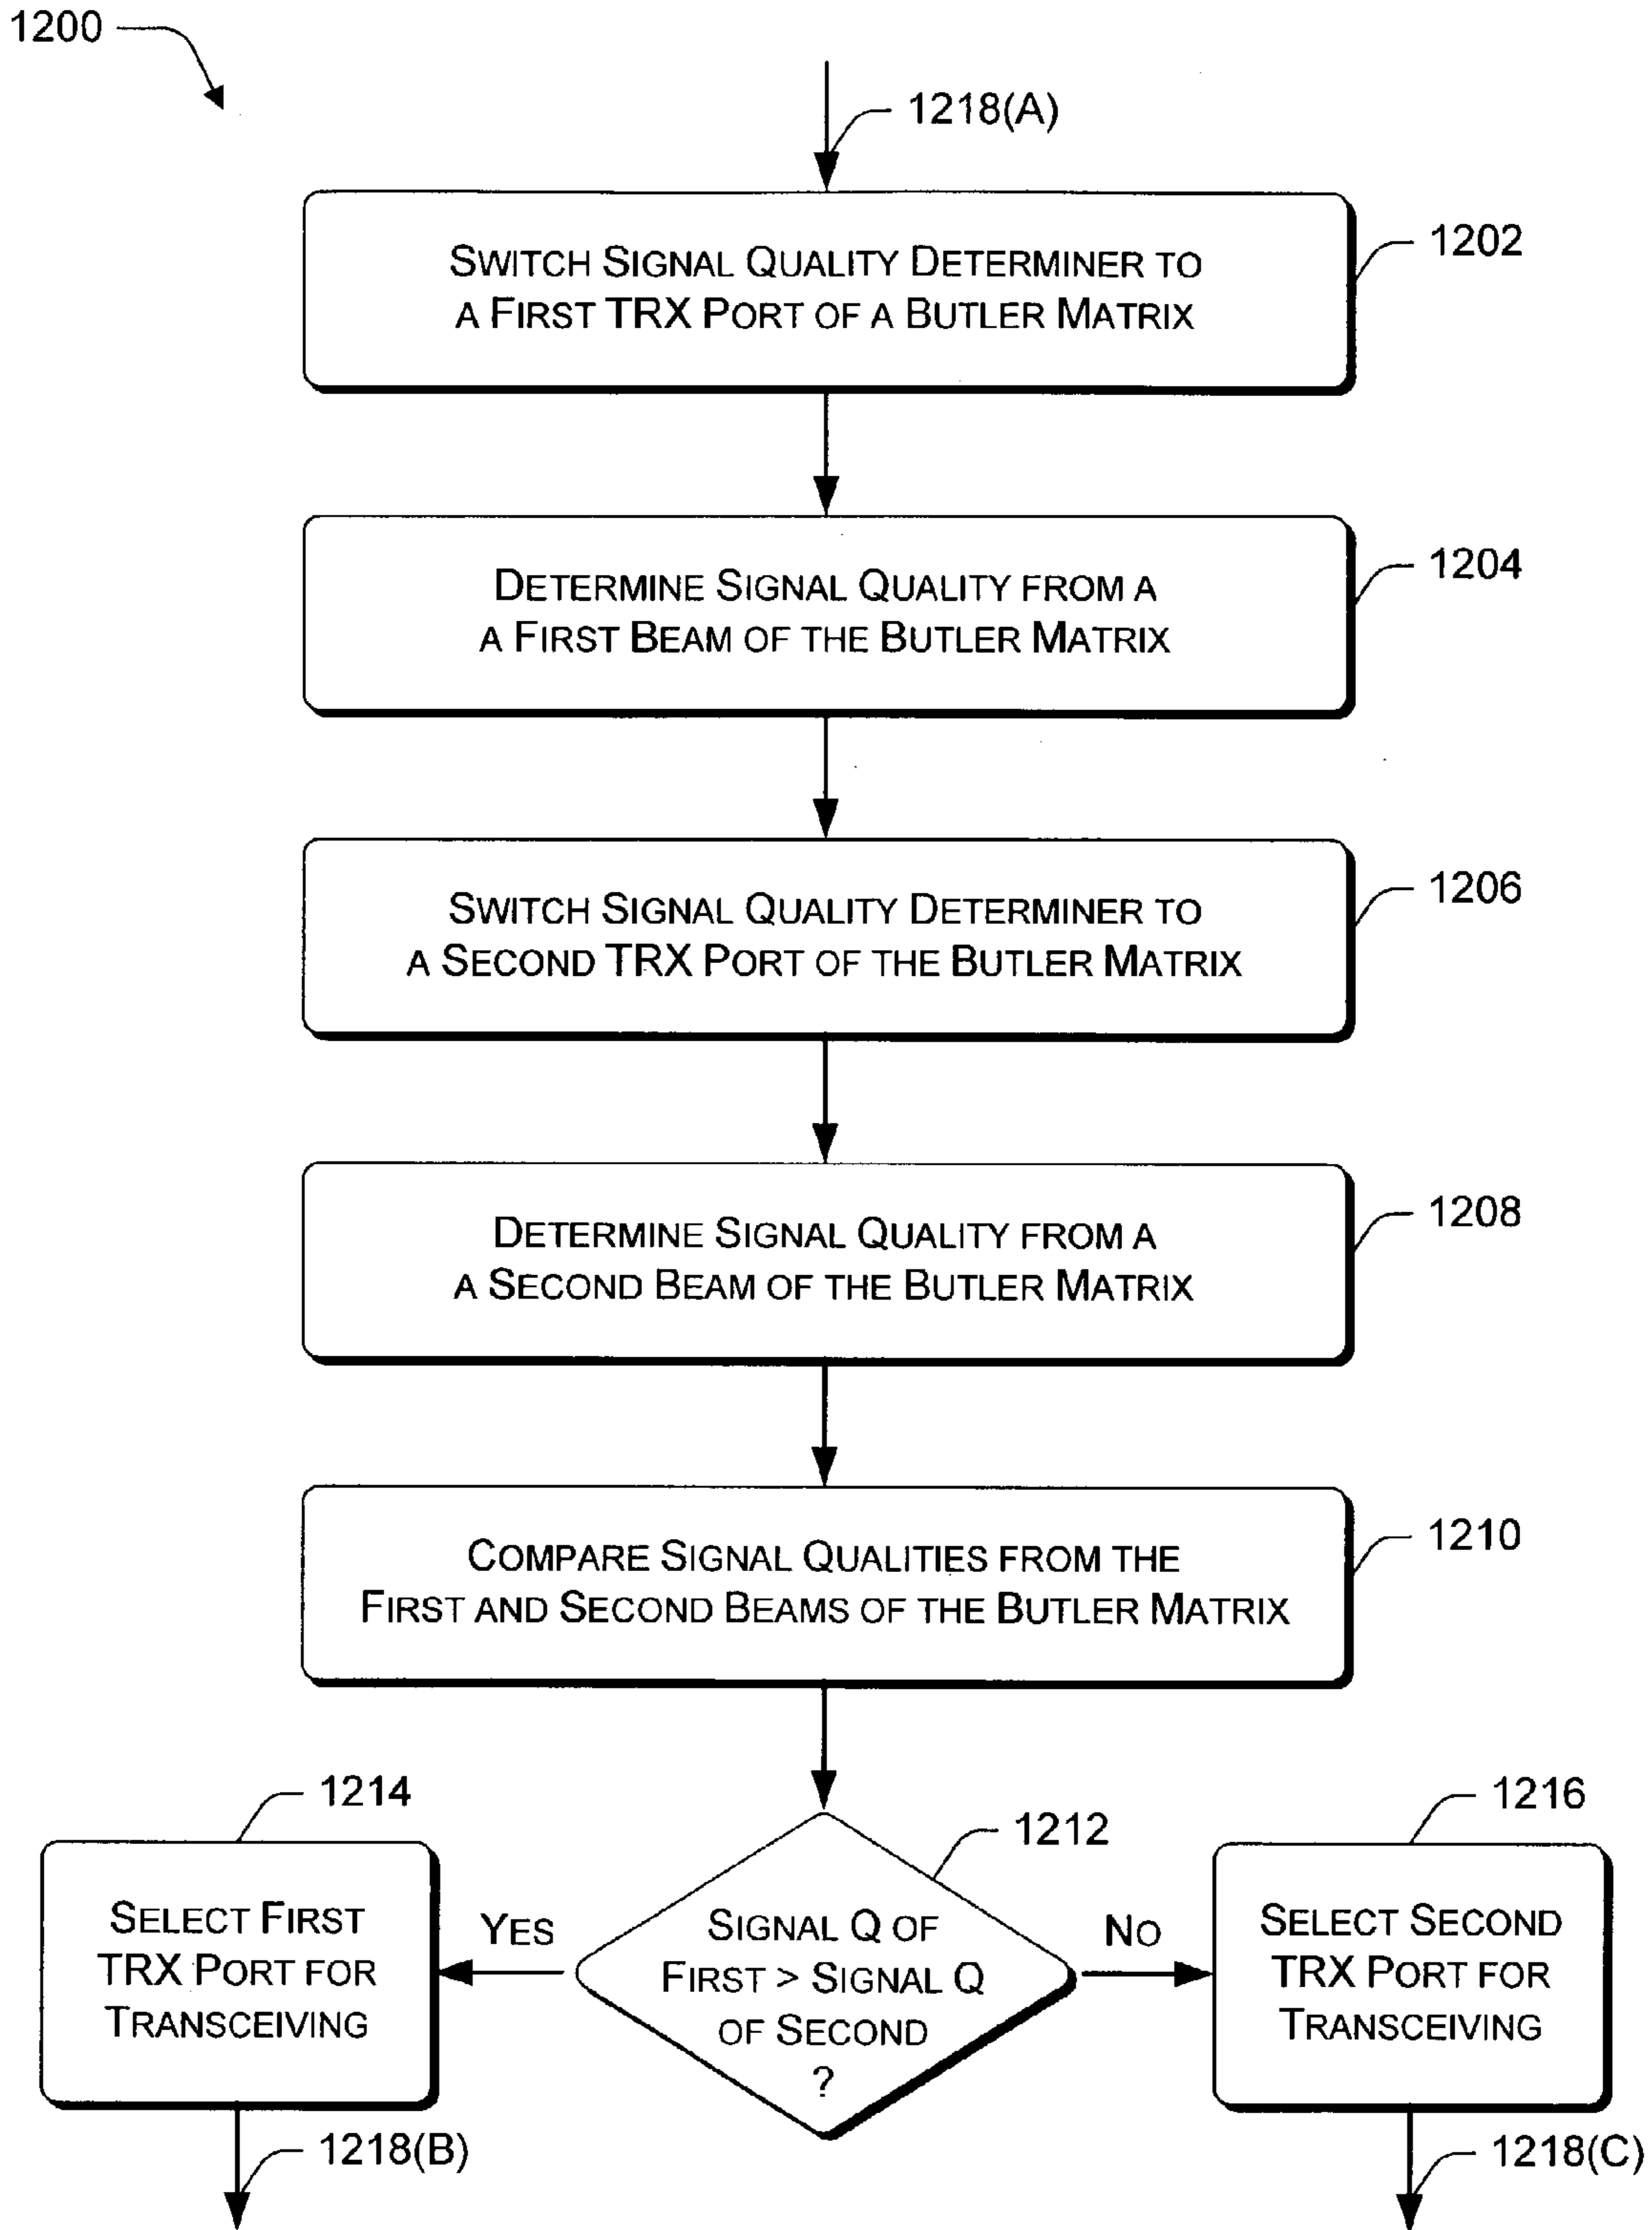 1200
1218(A)
SWITCH SIGNAL QUALITY DETERMINER TO
A FIRST TRX PORT OF A BUTLER MATRIX
1202
DETERMINE SIGNAL QUALITY FROM A
A FIRST BEAM OF THE BUTLER MATRIX
1204
SWITCH SIGNAL QUALITY DETERMINER TO
A SECOND TRX PORT OF THE BUTLER MATRIX
1206
DETERMINE SIGNAL QUALITY FROM A
A SECOND BEAM OF THE BUTLER MATRIX
1208
COMPARE SIGNAL QUALITIES FROM THE
FIRST AND SECOND BEAMS OF THE BUTLER MATRIX
1210
1214
SELECT FIRST
TRX PORT FOR
TRANSCEIVING
YES
1212
SIGNAL Q OF
FIRST > SIGNAL Q
OF SECOND
?
NO
1216
SELECT SECOND
TRX PORT FOR
TRANSCEIVING
1218(B)
1218(C)